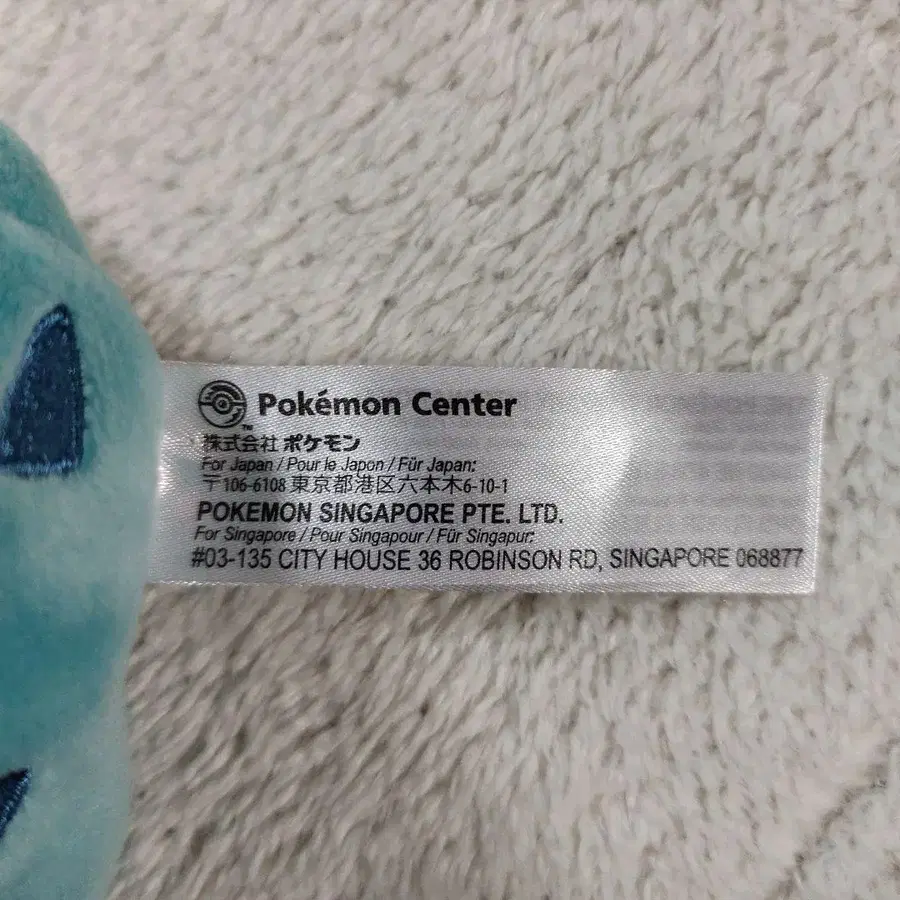 Pokémon Center
TM
株式会社 ポケモン
For Japan / Pour le Japon / Für Japan:
〒106-6108 東京都港区六本木6-10-1
POKEMON SINGAPORE PTE. LTD.
For Singapore / Pour Singapour / Für Singapur:
#03-135 CITY HOUSE 36 ROBINSON RD, SINGAPORE 068877